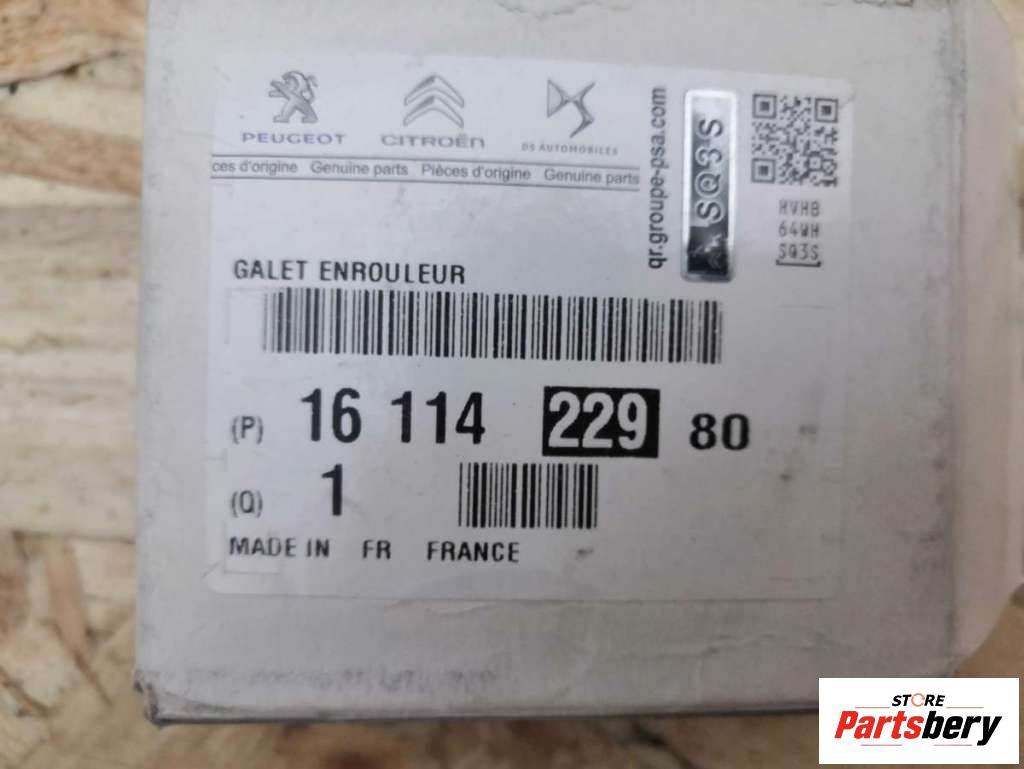 PEUGEOT CITROËN DS AUTOMOBILES
ces d'origine Genuine parts Pièces d'origine Genuine parts
qr.groupe-psa.com
SQ3S
HVHB
64WH
SQ3S
GALET ENROULEUR
(P) 16 114 229 80
(Q) 1
MADE IN FR FRANCE
STORE
Partsbery